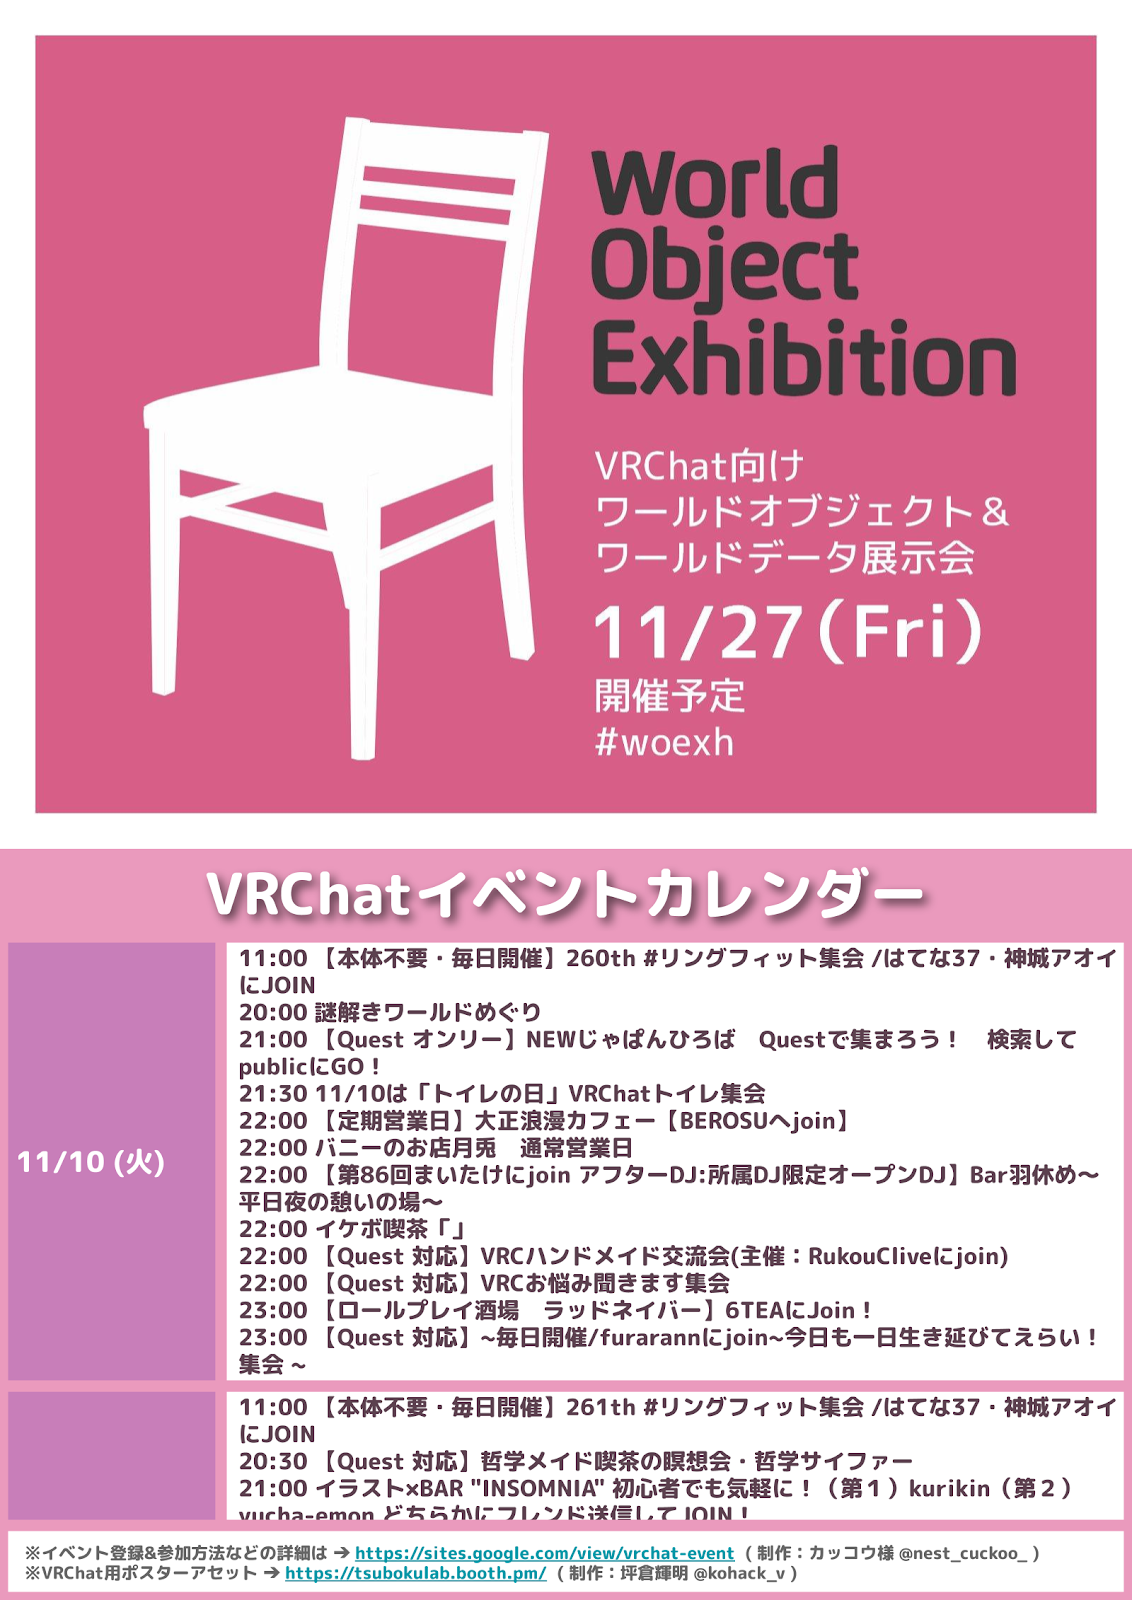 World
Object
Exhibition
VRChat向け
ワールドオブジェクト＆
ワールドデータ展示会
11/27(Fri)
開催予定
#woexh
VRChatイベントカレンダー
11/10 (火)
11:00 【本体不要・毎日開催】260th #リングフィット集会 /はてな37・神城アオイ
にJOIN
20:00 謎解きワールドめぐり
21:00 【Quest オンリー】NEWじゃぱんひろば　Questで集まろう！　検索して
publicにGO！
21:30 11/10は「トイレの日」VRChatトイレ集会
22:00 【定期営業日】大正浪漫カフェー【BEROSUへjoin】
22:00 バニーのお店月兎　通常営業日
22:00 【第86回まいたけにjoin アフターDJ:所属DJ限定オープンDJ】Bar羽休め～
平日夜の憩いの場～
22:00 イケボ喫茶「」
22:00 【Quest 対応】VRCハンドメイド交流会(主催：RukouCliveにjoin)
22:00 【Quest 対応】VRCお悩み聞きます集会
23:00 【ロールプレイ酒場　ラッドネイバー】6TEAにJoin！
23:00 【Quest 対応】~毎日開催/furarannにjoin~今日も一日生き延びてえらい！
集会 ~
11:00 【本体不要・毎日開催】261th #リングフィット集会 /はてな37・神城アオイ
にJOIN
20:30 【Quest 対応】哲学メイド喫茶の瞑想会・哲学サイファー
21:00 イラスト×BAR "INSOMNIA" 初心者でも気軽に！（第１）kurikin（第２）
yucha-emon どちらかにフレンド送信してJOIN！
※イベント登録&参加方法などの詳細は ➔ https://sites.google.com/view/vrchat-event ( 制作：カッコウ様 @nest_cuckoo_ )
※VRChat用ポスターアセット ➔ https://tsubokulab.booth.pm/ ( 制作：坪倉輝明 @kohack_v )